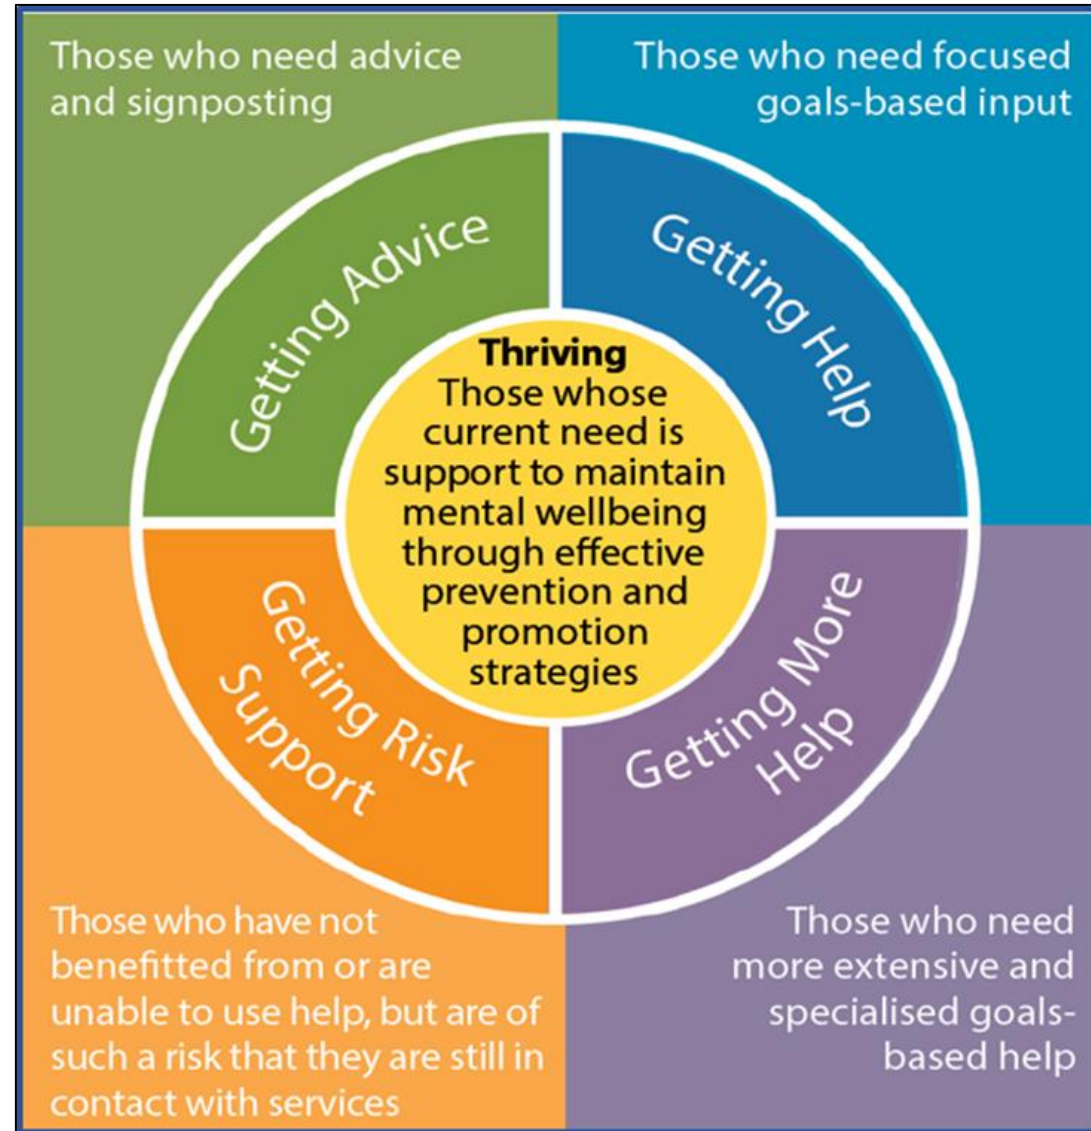 Those who need advice
and signposting
Those who need focused
goals-based input
Getting Advice
Getting Help
Thriving
Those whose
current need is
support to maintain
mental wellbeing
through effective
prevention and
promotion
strategies
Getting Risk
Support
Getting More
Help
Those who have not
benefitted from or are
unable to use help, but are of
such a risk that they are still in
contact with services
Those who need
more extensive and
specialised goals-
based help